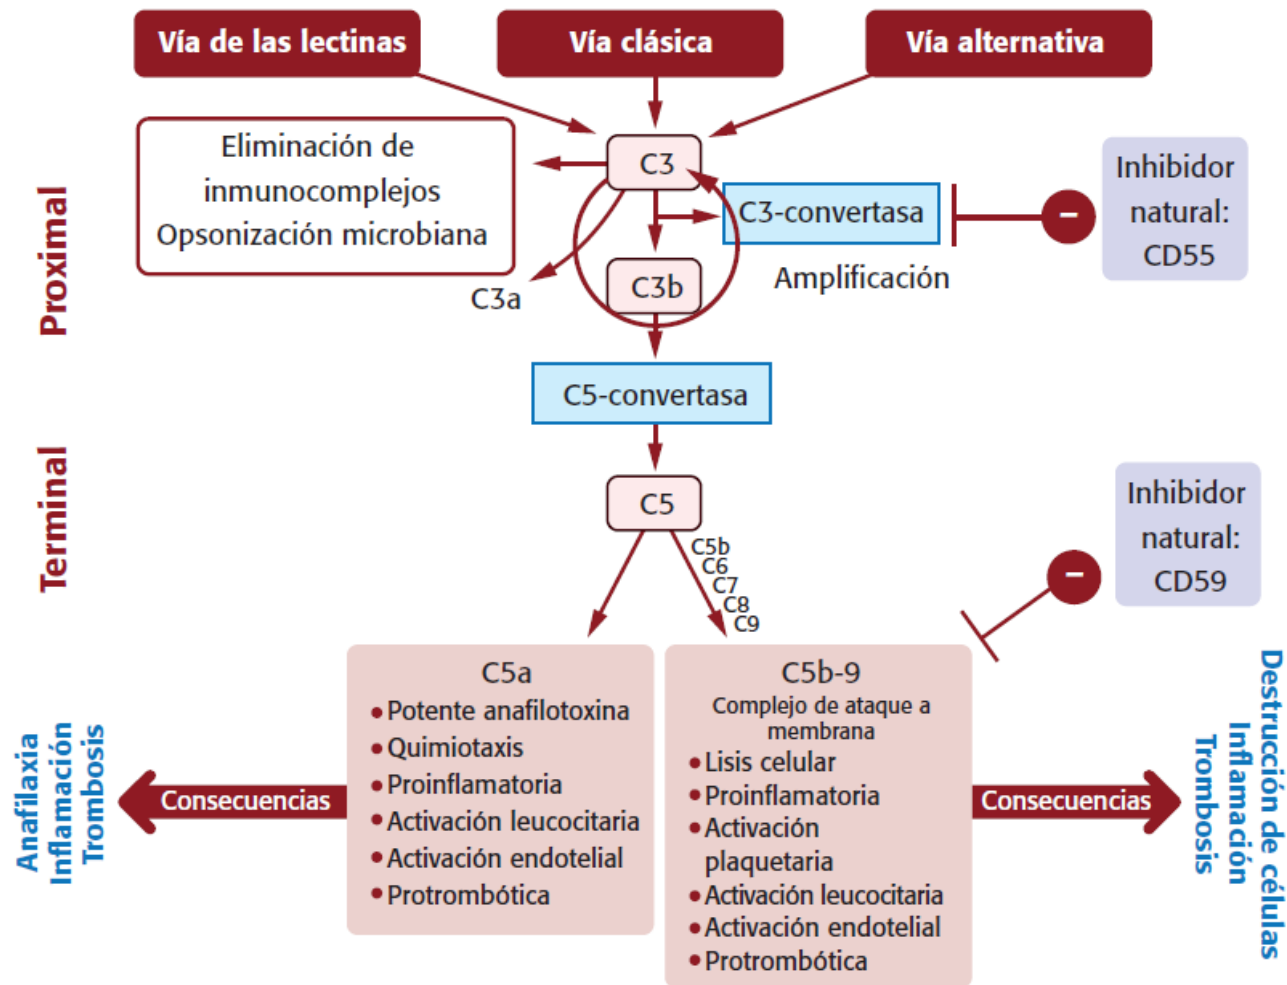 Vía de las lectinas
Vía clásica
Vía alternativa
Proximal
Eliminación de
inmunocomplejos
Opsonización microbiana
C3
C3-convertasa
Inhibidor
natural:
CD55
C3a
C3b
Amplificación
C5-convertasa
Terminal
C5
C5b
C6
C7
C8
C9
Inhibidor
natural:
CD59
C5a
• Potente anafilotoxina
• Quimiotaxis
• Proinflamatoria
• Activación leucocitaria
• Activación endotelial
• Protrombótica
C5b-9
Complejo de ataque a
membrana
• Lisis celular
• Proinflamatoria
• Activación
plaquetaria
• Activación leucocitaria
• Activación endotelial
• Protrombótica
Consecuencias
Anafilaxia
Inflamación
Trombosis
Consecuencias
Destrucción de células
Inflamación
Trombosis